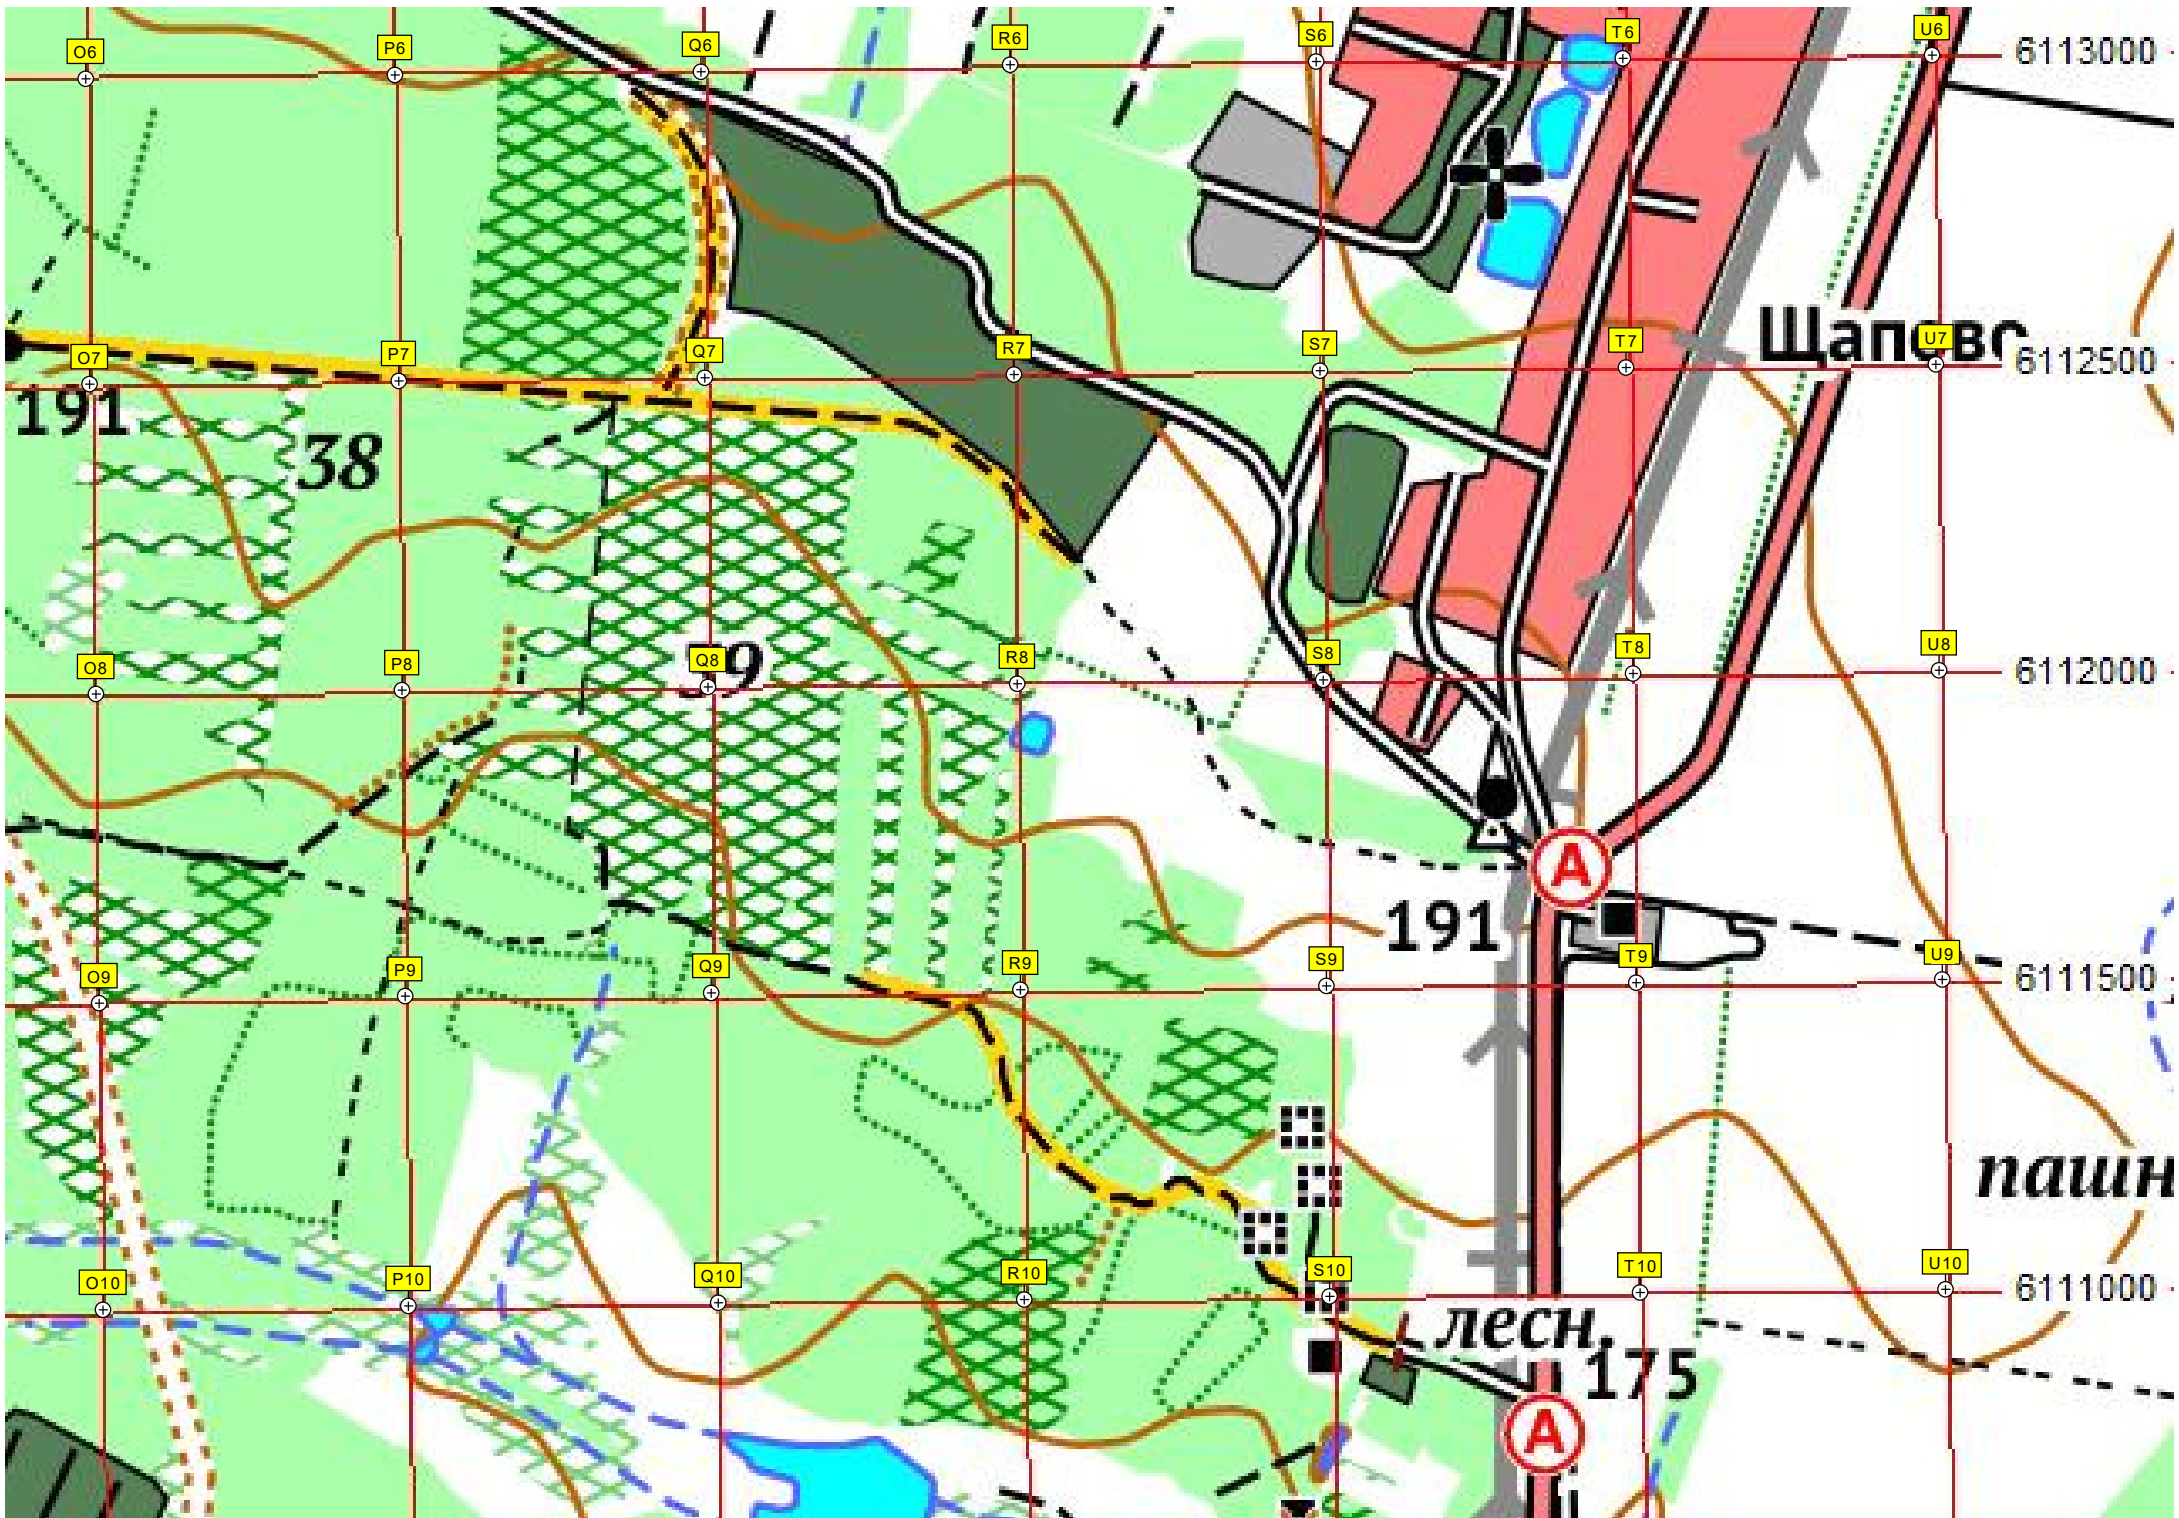 O6 P6 Q6 R6 S6 T6 U6 6113000
Щапово
O7 P7 Q7 R7 S7 T7 U7 6112500
191
38
39
O8 P8 Q8 R8 S8 T8 U8 6112000
А
191
O9 P9 Q9 R9 S9 T9 U9 6111500
пашн
O10 P10 Q10 R10 S10 T10 U10 6111000
лесн.
175
А